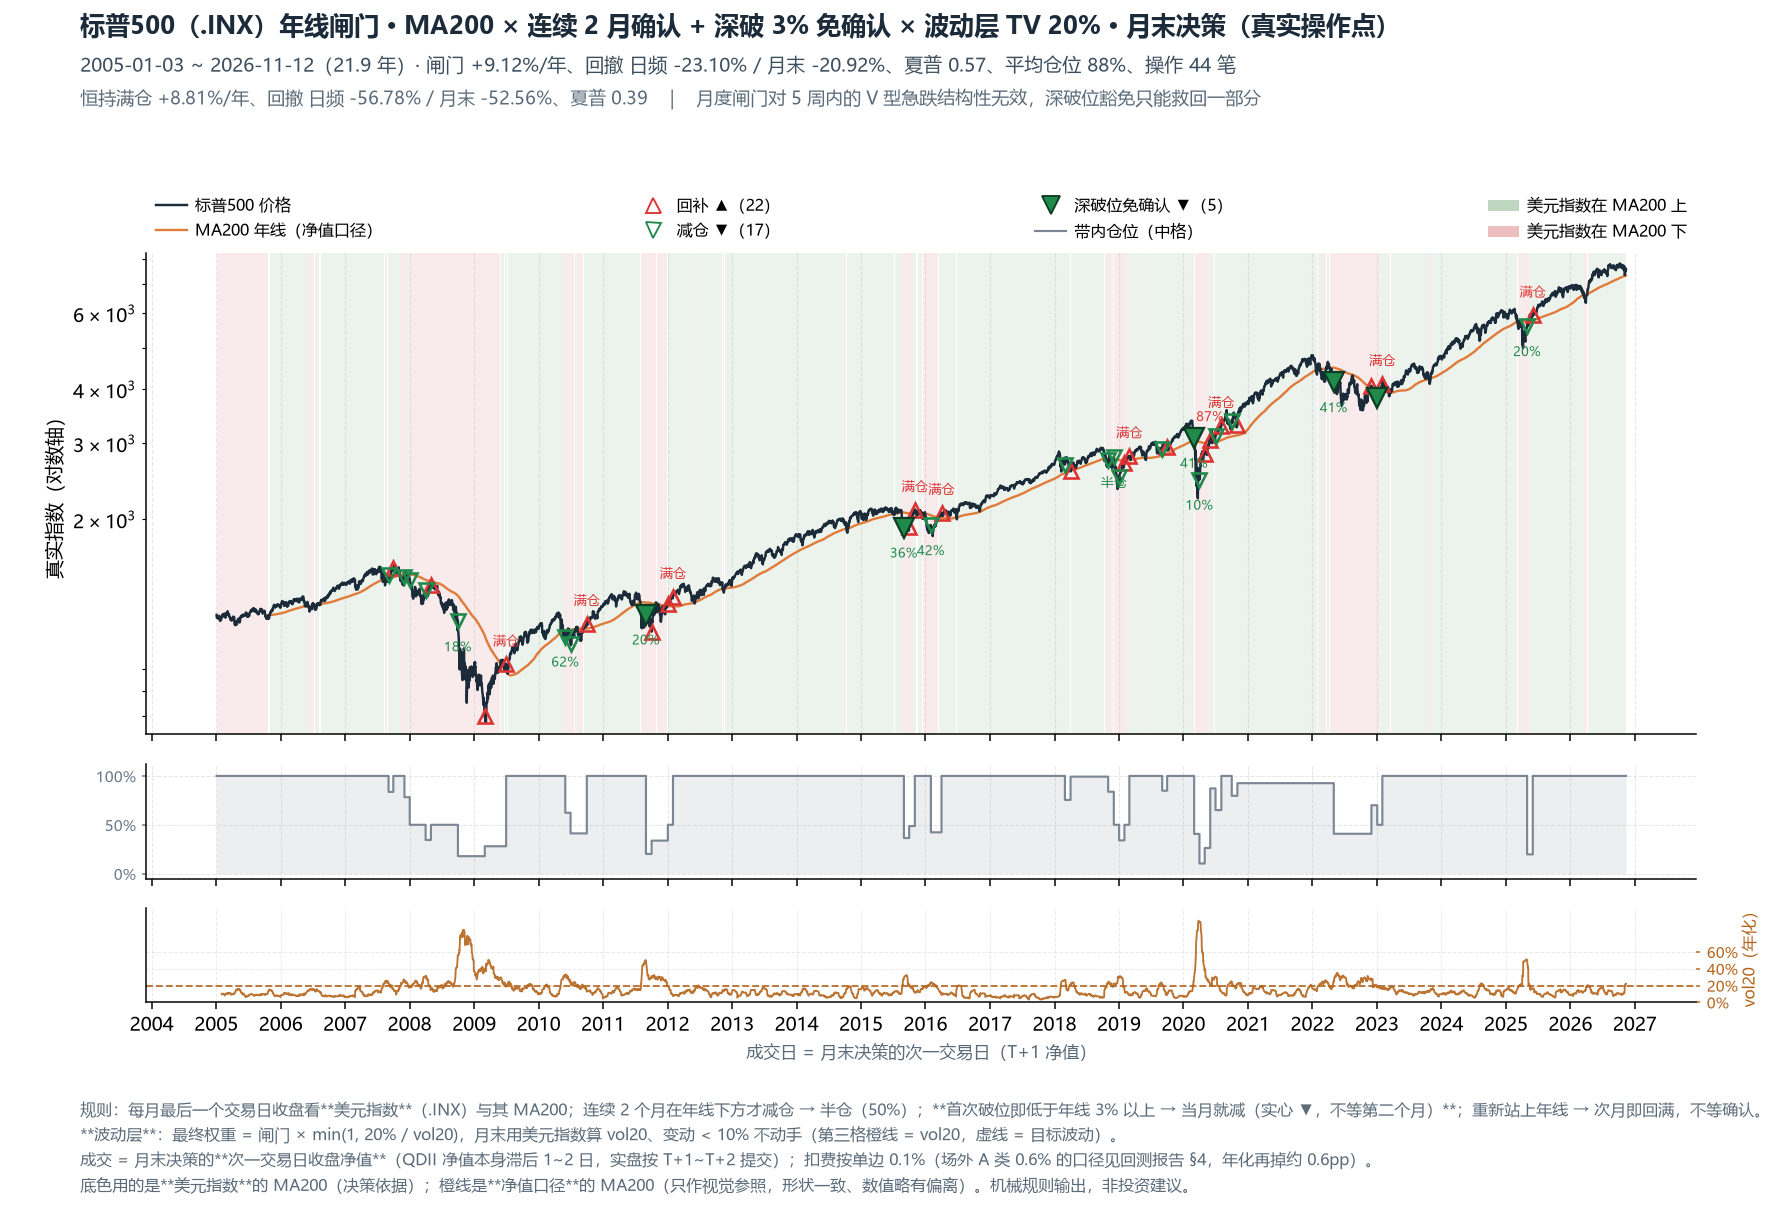 标普500（.INX）年线闸门 • MA200 × 连续 2 月确认 + 深破 3% 免确认 × 波动层 TV 20% • 月末决策（真实操作点）
2005-01-03 ~ 2026-11-12（21.9 年）· 闸门 +9.12%/年、回撤 日频 -23.10% / 月末 -20.92%、夏普 0.57、平均仓位 88%、操作 44 笔
恒持满仓 +8.81%/年、回撤 日频 -56.78% / 月末 -52.56%、夏普 0.39 | 月度闸门对 5 周内的 V 型急跌结构性无效，深破位豁免只能救回一部分
标普500 价格
MA200 年线（净值口径）
回补 ▲（22）
减仓 ▼（17）
深破位免确认 ▼（5）
带内仓位（中格）
美元指数在 MA200 上
美元指数在 MA200 下
真实指数（对数轴）
6 × 10³
4 × 10³
3 × 10³
2 × 10³
18%
满仓
62%
满仓
20%
满仓
36%
满仓
42%
满仓
半仓
满仓
41%
10%
87%
满仓
41%
满仓
20%
满仓
100%
50%
0%
60%
40%
20%
0%
vol20（年化）
2004 2005 2006 2007 2008 2009 2010 2011 2012 2013 2014 2015 2016 2017 2018 2019 2020 2021 2022 2023 2024 2025 2026 2027
成交日 = 月末决策的次一交易日（T+1 净值）
规则：每月最后一个交易日收盘看**美元指数**（.INX）与其 MA200；连续 2 个月在年线下方才减仓 → 半仓（50%）；**首次破位即低于年线 3% 以上 → 当月就减（实心 ▼，不等第二个月）**；重新站上年线 → 次月即回满，不等确认。
**波动层**：最终权重 = 闸门 × min(1, 20% / vol20)，月末用美元指数算 vol20、变动 < 10% 不动手（第三格橙线 = vol20，虚线 = 目标波动）。
成交 = 月末决策的**次一交易日收盘净值**（QDII 净值本身滞后 1~2 日，实盘按 T+1~T+2 提交）；扣费按单边 0.1%（场外 A 类 0.6% 的口径见回测报告 §4，年化再掉约 0.6pp）。
底色用的是**美元指数**的 MA200（决策依据）；橙线是**净值口径**的 MA200（只作视觉参照，形状一致、数值略有偏离）。机械规则输出，非投资建议。